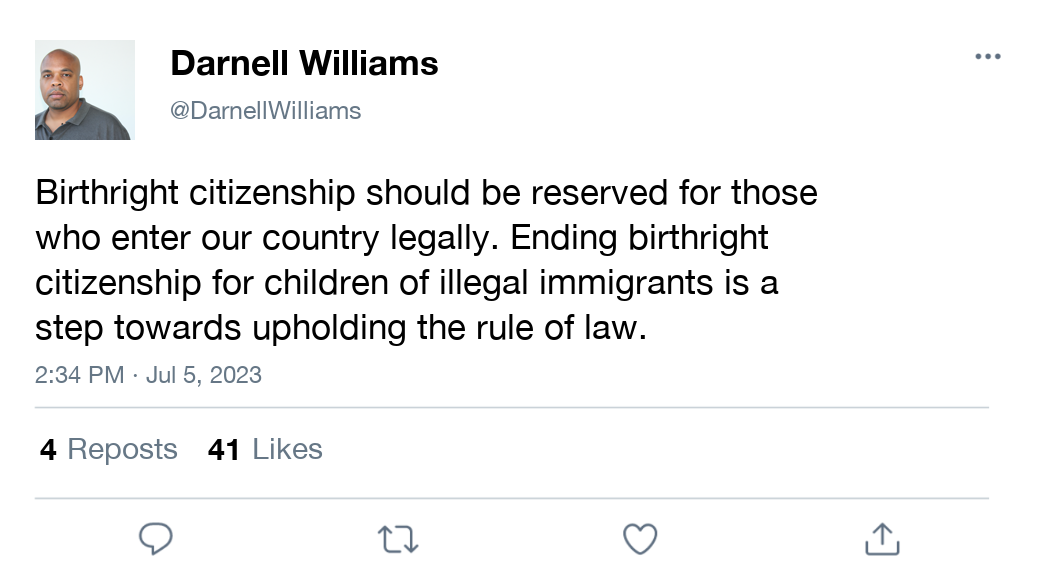 Darnell Williams
@DarnellWilliams
Birthright citizenship should be reserved for those
who enter our country legally. Ending birthright
citizenship for children of illegal immigrants is a
step towards upholding the rule of law.
2:34 PM · Jul 5, 2023
4 Reposts 41 Likes